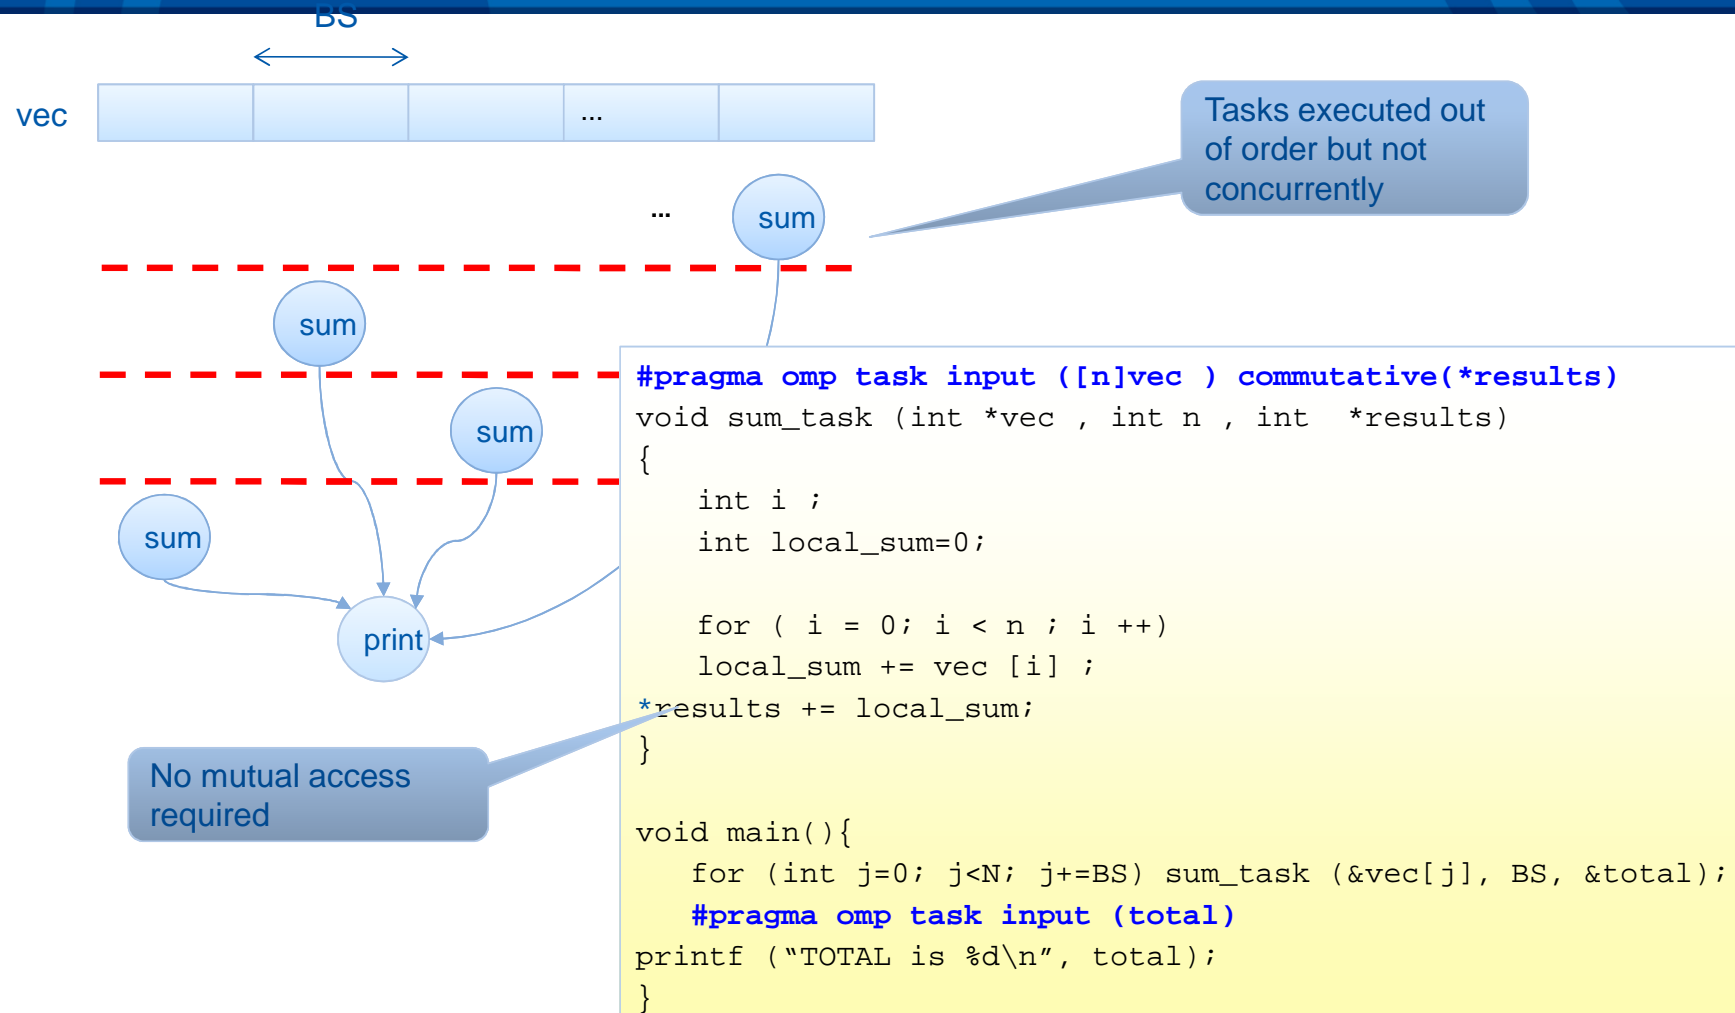 BS
vec
...
Tasks executed out
of order but not
concurrently
...
sum
sum
sum
sum
print
#pragma omp task input ([n]vec ) commutative(*results)
void sum_task (int *vec , int n , int  *results)
{
int i ;
int local_sum=0;
for ( i = 0; i < n ; i ++)
local_sum += vec [i] ;
*results += local_sum;
}
No mutual access
required
void main(){
for (int j=0; j<N; j+=BS) sum_task (&vec[j], BS, &total);
#pragma omp task input (total)
printf (“TOTAL is %d\n”, total);
}